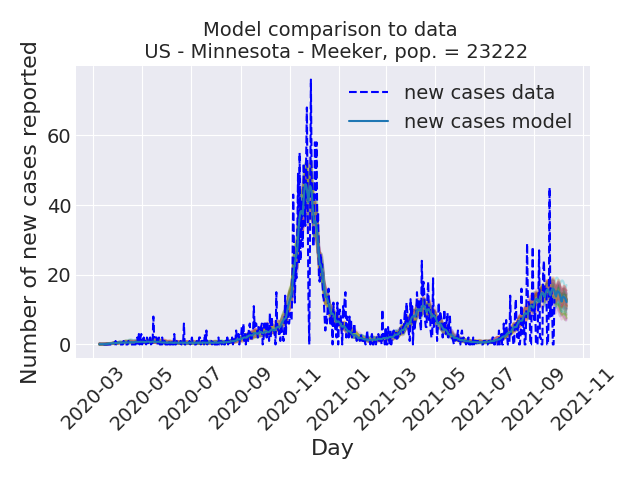 Model comparison to data
US - Minnesota - Meeker, pop. = 23222
Number of new cases reported
60
40
20
0
new cases data
new cases model
2020-03
2020-05
2020-07
2020-09
2020-11
2021-01
2021-03
2021-05
2021-07
2021-09
2021-11
Day